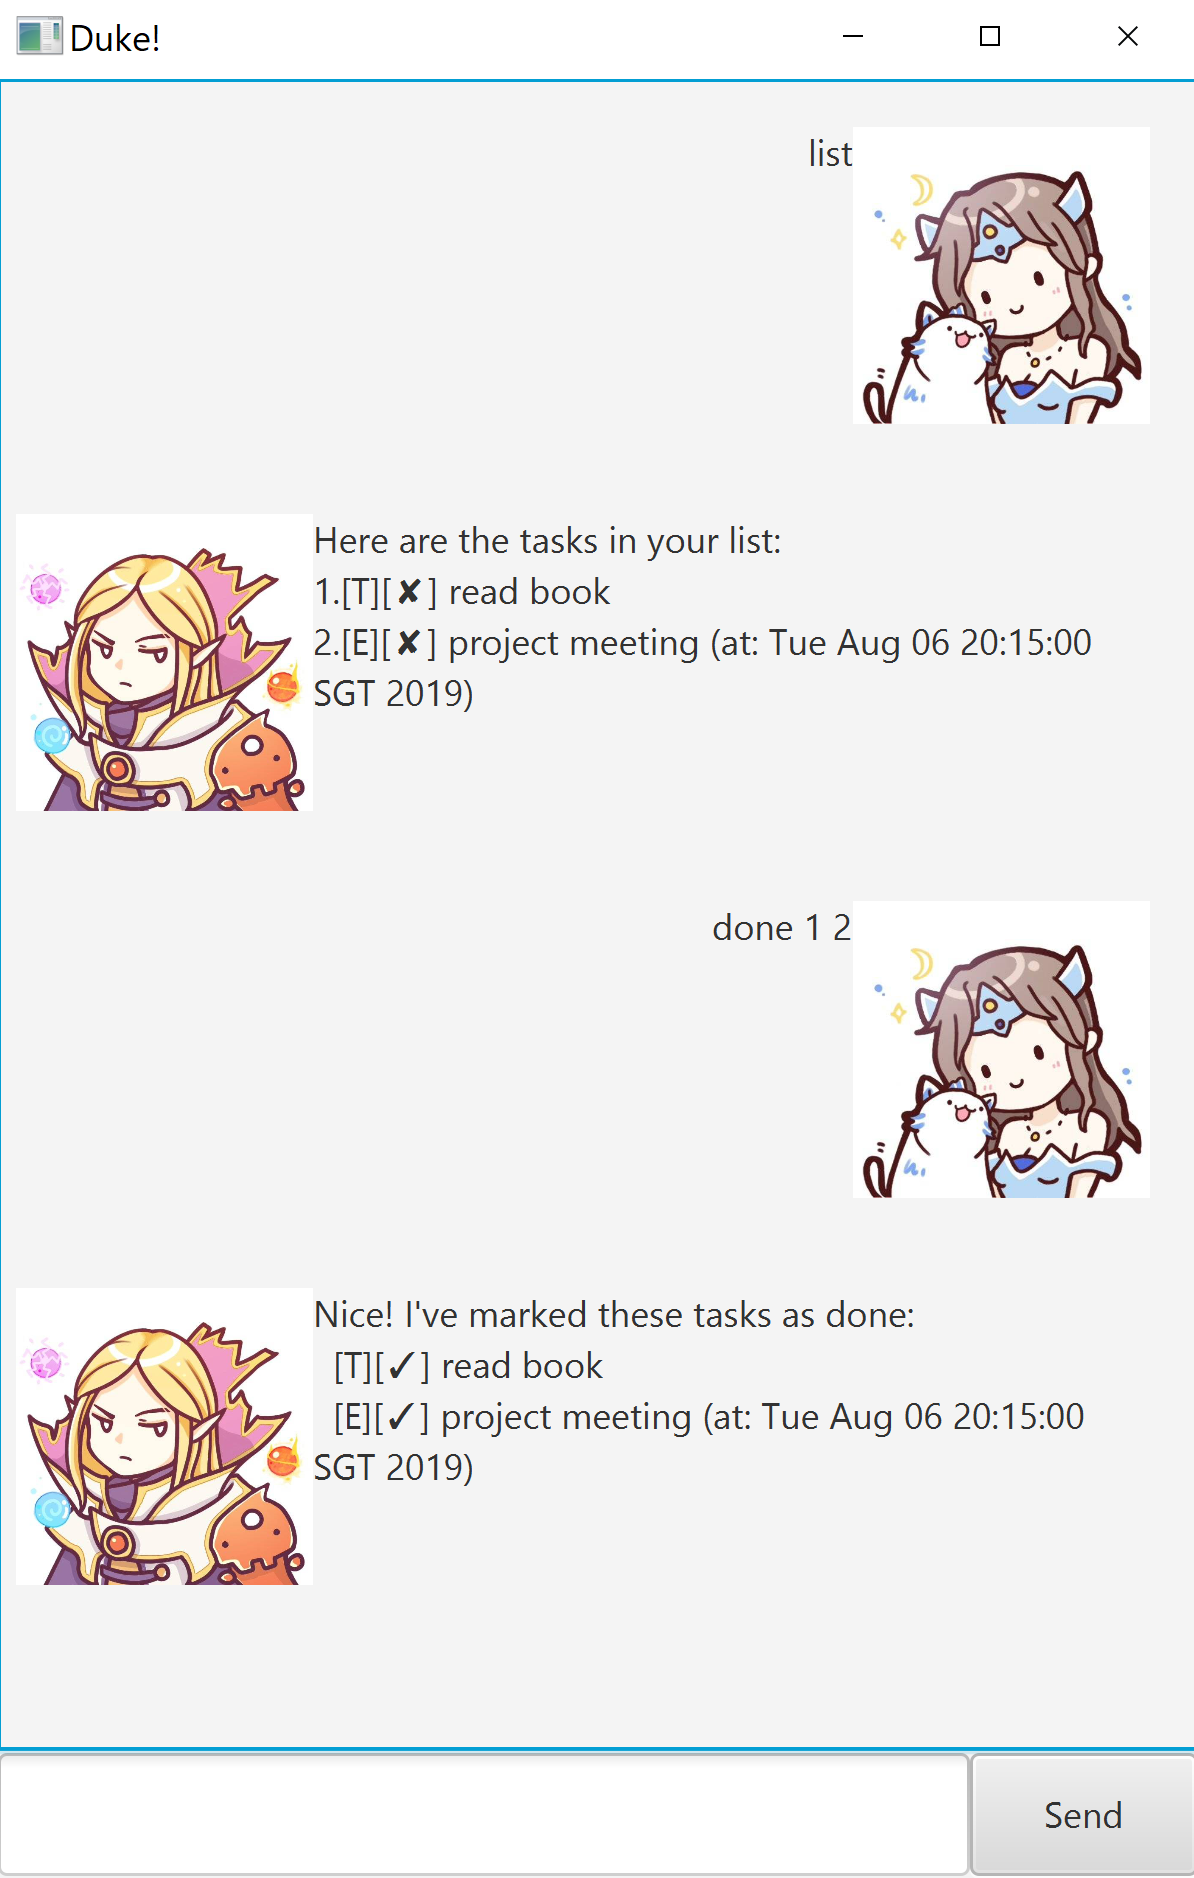 Duke!
list
Here are the tasks in your list:
1.[T][✘] read book
2.[E][✘] project meeting (at: Tue Aug 06 20:15:00
SGT 2019)
done 1 2
Nice! I've marked these tasks as done:
[T][✓] read book
[E][✓] project meeting (at: Tue Aug 06 20:15:00
SGT 2019)
Send